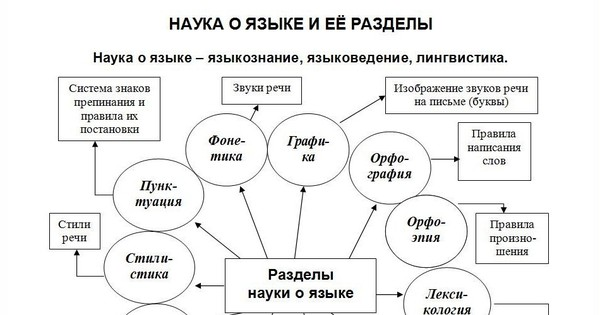 НАУКА О ЯЗЫКЕ И ЕЁ РАЗДЕЛЫ
Наука о языке – языкознание, языковедение, лингвистика.
Система знаков
препинания и
правила их
постановки
Звуки речи
Изображение звуков речи
на письме (буквы)
Фоне-
тика
Графи-
ка
Орфо-
графия
Правила
написания
слов
Пунк-
туация
Стили
речи
Орфо-
эпия
Правила
произно-
шения
Стили-
стика
Разделы
науки о языке
Лекси-
кология